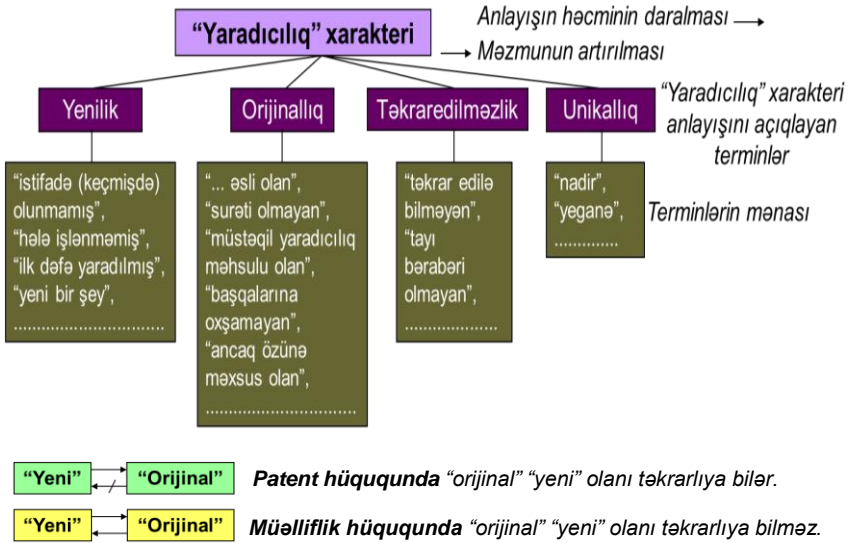 “Yaradıcılıq” xarakteri
Anlayışın həcminin daralması
Məzmunun artırılması
Yenilik
Orijinallıq
Təkraredilməzlik
Unikallıq
“Yaradıcılıq” xarakteri
anlayışını açıqlayan
terminlər
“istifadə (keçmişdə)
olunmamış”,
“hələ işlənməmiş”,
“ilk dəfə yaradılmış”,
“yeni bir şey”,
................................
“... əsli olan”,
“surəti olmayan”,
“müstəqil yaradıcılıq
məhsulu olan”,
“başqalarına
oxşamayan”,
“ancaq özünə
məxsus olan”,
................................
“təkrar edilə
bilməyən”,
“tayı
bərabəri
olmayan”,
....................
“nadir”,
“yeganə”,
..............
Terminlərin mənası
“Yeni” “Orijinal” Patent hüququnda “orijinal” “yeni” olanı təkrarlıya bilər.
“Yeni” “Orijinal” Müəlliflik hüququnda “orijinal” “yeni” olanı təkrarlıya bilməz.